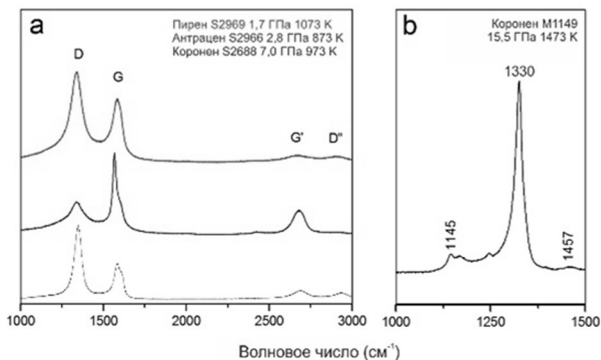 a
Пирен S2969 1,7 ГПа 1073 K
Антрацен S2966 2,8 ГПа 873 K
Коронен S2688 7,0 ГПа 973 K
D
G
G'
D"
1000 1500 2000 2500 3000
b
Коронен M1149
15,5 ГПа 1473 K
1330
1145
1457
1000 1250 1500
Волновое число (см⁻¹)